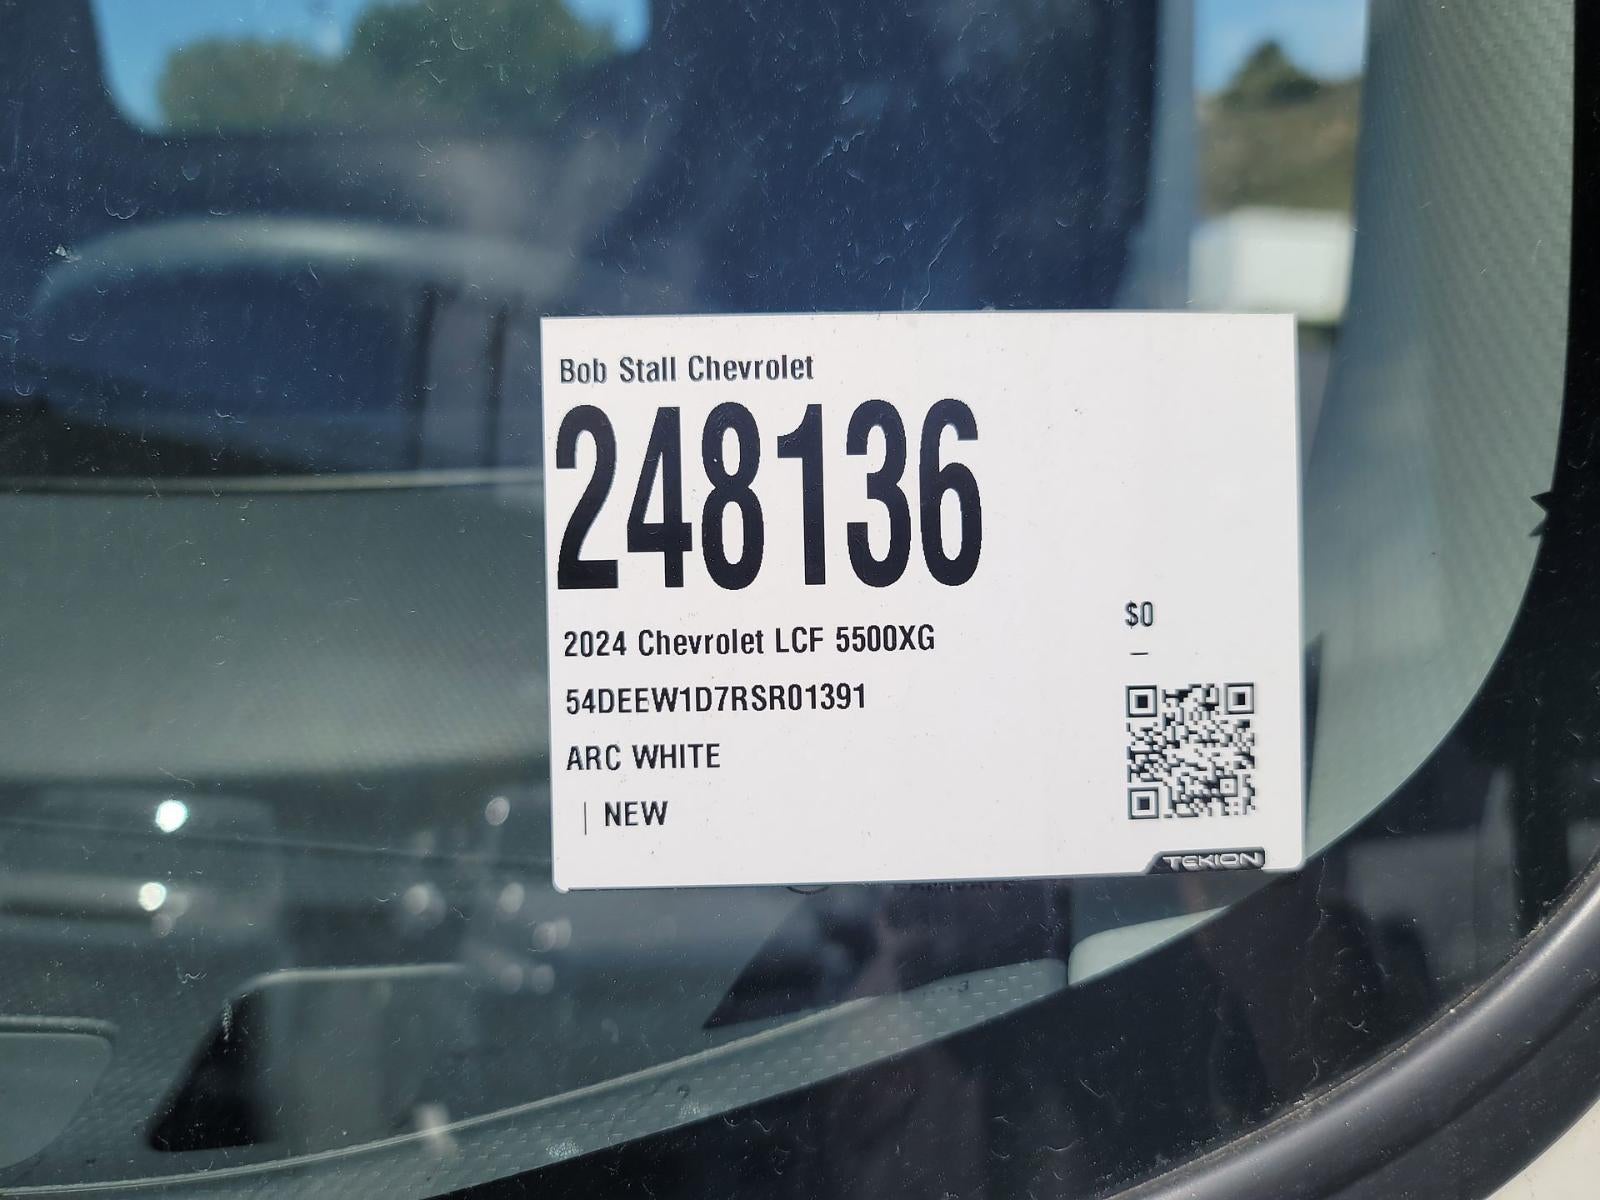 Bob Stall Chevrolet
248136
$0
–
2024 Chevrolet LCF 5500XG
54DEEW1D7RSR01391
ARC WHITE
| NEW
TEKION